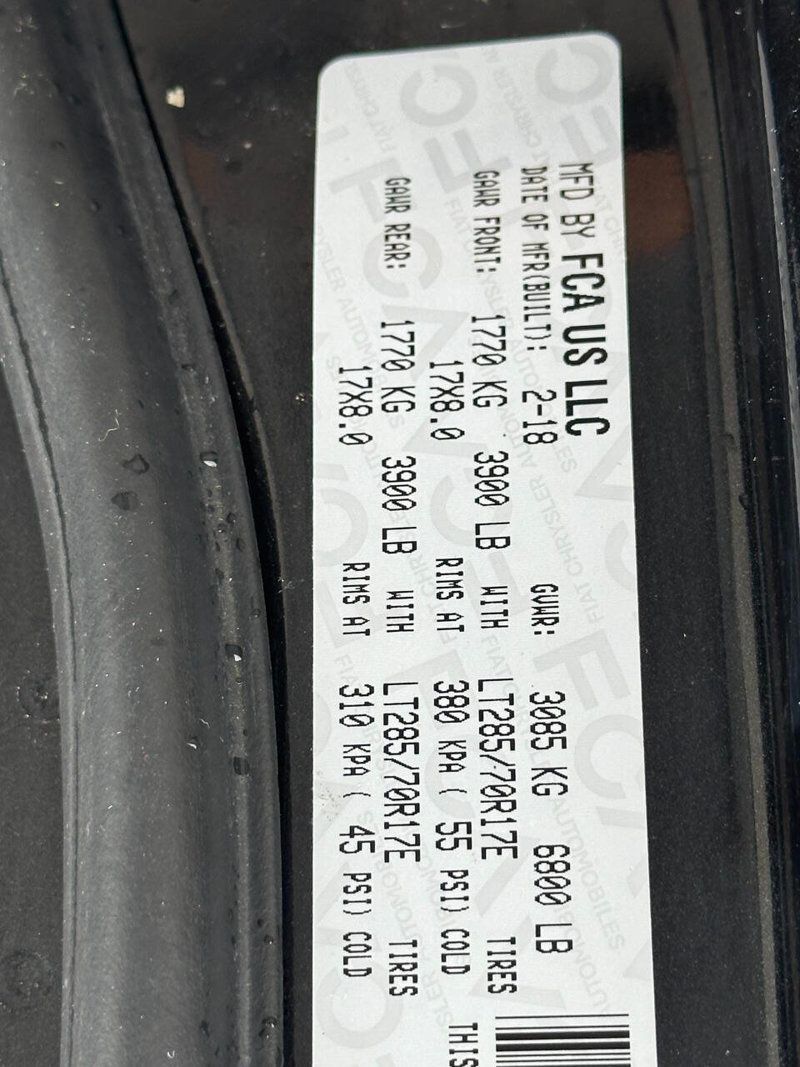 MFD BY FCA US LLC
DATE OF MFR(BUILT): 2-18 GVWR: 3085 KG 6800 LB
GAWR FRONT: 1770 KG 3900 LB WITH LT285/70R17E TIRES
17X8.0 RIMS AT 380 KPA ( 55 PSI) COLD
GAWR REAR: 1770 KG 3900 LB WITH LT285/70R17E TIRES
17X8.0 RIMS AT 310 KPA ( 45 PSI) COLD
THIS